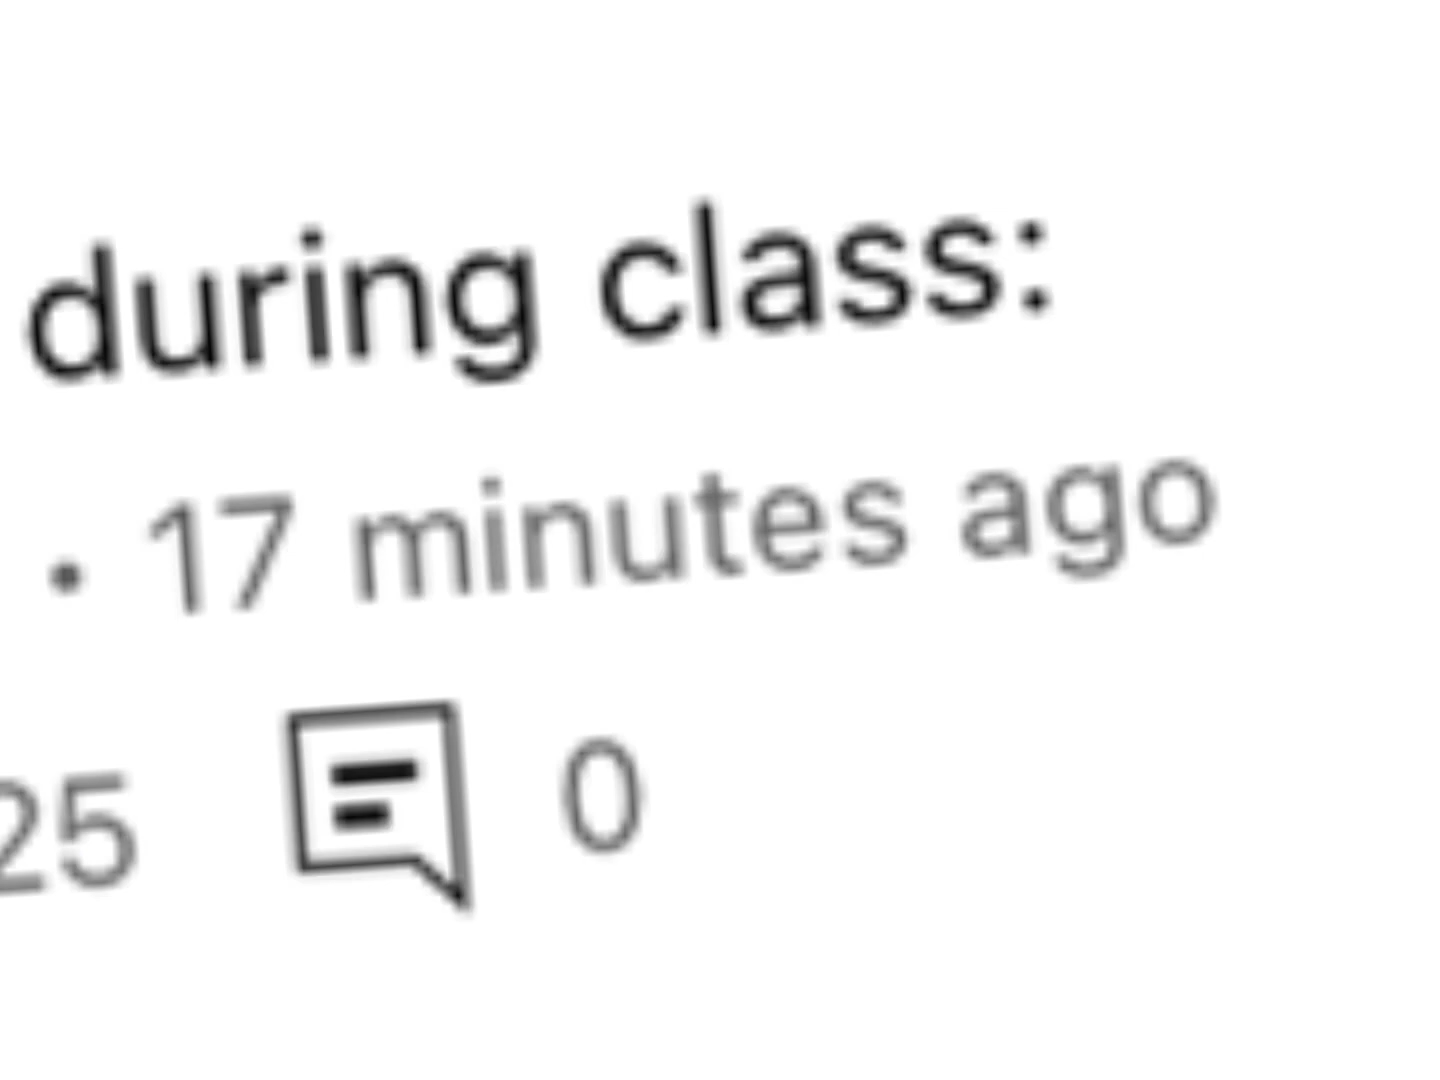 during class:
• 17 minutes ago
25 0